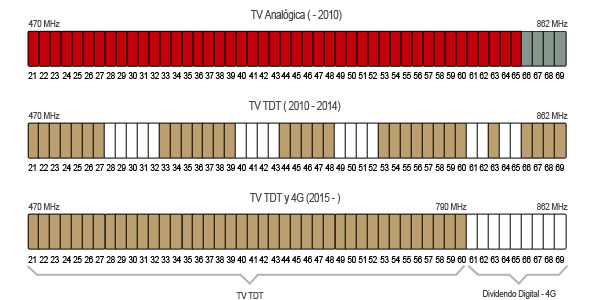 TV Analógica ( - 2010)
470 MHz 862 MHz
21 22 23 24 25 26 27 28 29 30 31 32 33 34 35 36 37 38 39 40 41 42 43 44 45 46 47 48 49 50 51 52 53 54 55 56 57 58 59 60 61 62 63 64 65 66 67 68 69
TV TDT ( 2010 - 2014)
470 MHz 862 MHz
21 22 23 24 25 26 27 28 29 30 31 32 33 34 35 36 37 38 39 40 41 42 43 44 45 46 47 48 49 50 51 52 53 54 55 56 57 58 59 60 61 62 63 64 65 66 67 68 69
TV TDT y 4G (2015 - )
470 MHz 790 MHz 862 MHz
21 22 23 24 25 26 27 28 29 30 31 32 33 34 35 36 37 38 39 40 41 42 43 44 45 46 47 48 49 50 51 52 53 54 55 56 57 58 59 60 61 62 63 64 65 66 67 68 69
TV TDT Dividendo Digital - 4G